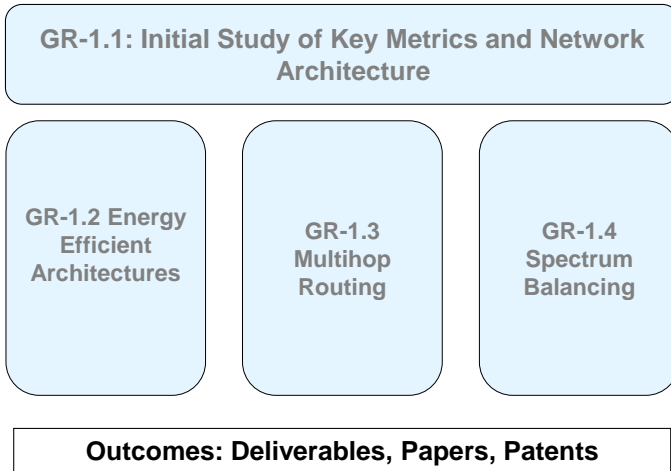 GR-1.1: Initial Study of Key Metrics and Network
Architecture
GR-1.2 Energy
Efficient
Architectures
GR-1.3
Multihop
Routing
GR-1.4
Spectrum
Balancing
Outcomes: Deliverables, Papers, Patents